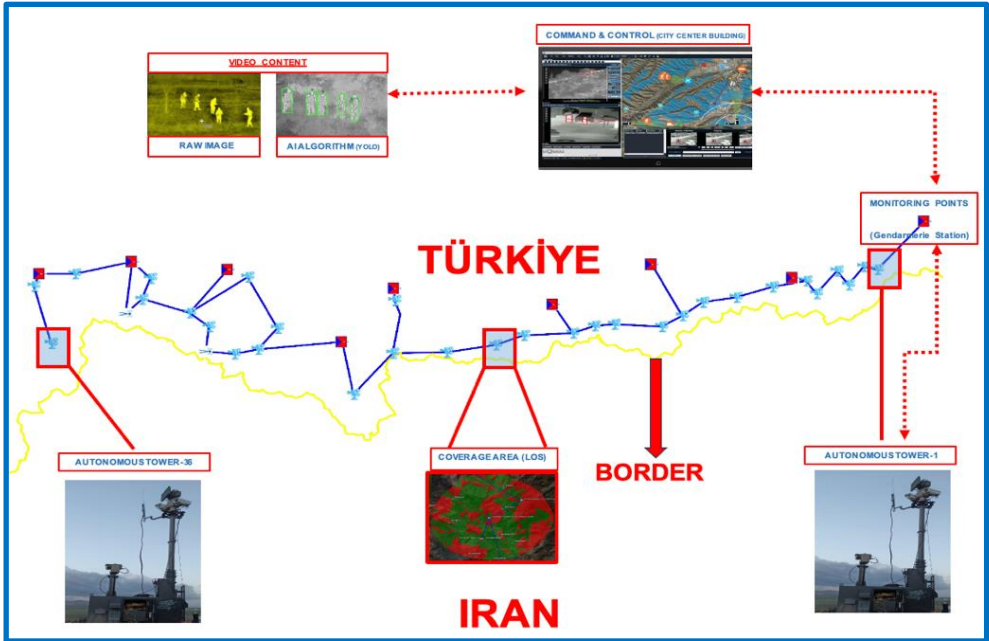 COMMAND & CONTROL (CITY CENTER BUILDING)
VIDEO CONTENT
RAW IMAGE
AI ALGORITHM (YOLO)
MONITORING POINTS
(Gendarmerie Station)
TÜRKİYE
AUTONOMOUS TOWER-36
COVERAGE AREA (LOS)
BORDER
AUTONOMOUS TOWER-1
IRAN